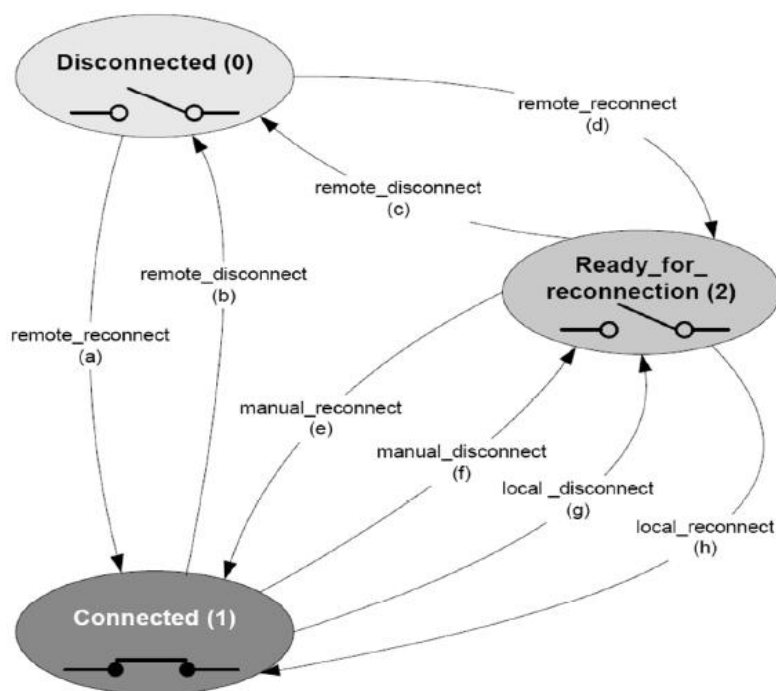 Disconnected (0)
remote_reconnect
(d)
remote_disconnect
(c)
Ready_for_
reconnection (2)
remote_disconnect
(b)
remote_reconnect
(a)
manual_reconnect
(e)
manual_disconnect
(f)
local _disconnect
(g)
local_reconnect
(h)
Connected (1)